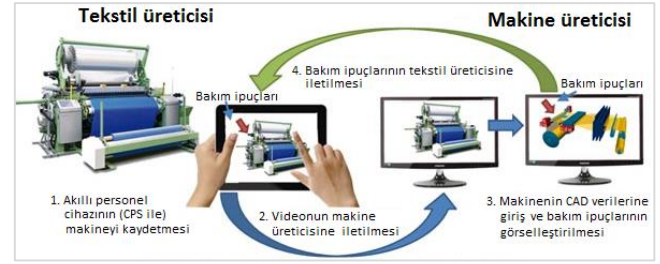 Tekstil üreticisi
Makine üreticisi
4. Bakım ipuçlarının tekstil üreticisine
iletilmesi
Bakım ipuçları
Bakım ipuçları
1. Akıllı personel
cihazının (CPS ile)
makineyi kaydetmesi
2. Videonun makine
üreticisine iletilmesi
3. Makinenin CAD verilerine
giriş ve bakım ipuçlarının
görselleştirilmesi